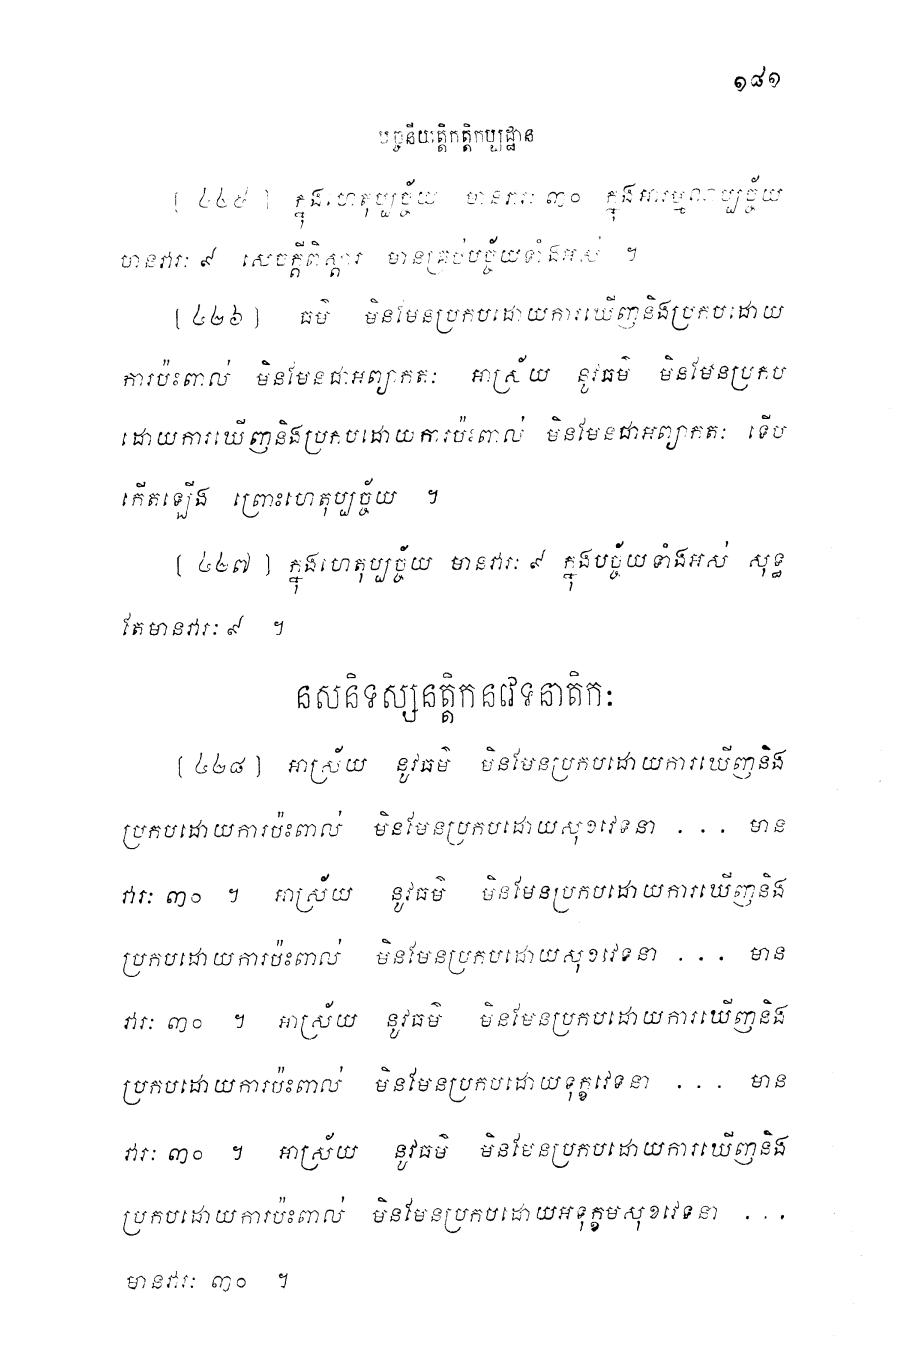 ១៨១
បច្ចនីយត្តិកត្តិកប្បដ្ឋាន
[៤៤៥] ក្នុងហេតុប្បច្ច័យ មានវារៈ ៣០ ក្នុងអារម្មណប្បច្ច័យ
មានវារៈ ៩ សេចក្តីពិស្តារ មានគ្រប់បច្ច័យទាំងអស់ ។
[៤៤៦] ធម៌ មិនមែនប្រកបដោយការឃើញនិងប្រកបដោយ
ការប៉ះពាល់ មិនមែនជាអព្យាកតៈ អាស្រ័យ នូវធម៌ មិនមែនប្រកប
ដោយការឃើញនិងប្រកបដោយការប៉ះពាល់ មិនមែនជាអព្យាកតៈ ទើប
កើតឡើង ព្រោះហេតុប្បច្ច័យ ។
[៤៤៧] ក្នុងហេតុប្បច្ច័យ មានវារៈ ៩ ក្នុងបច្ច័យទាំងអស់ សុទ្ធ
តែមានវារៈ ៩ ។
នសនិទស្សនត្តិកនវេទនាតិកៈ
[៤៤៨] អាស្រ័យ នូវធម៌ មិនមែនប្រកបដោយការឃើញនិង
ប្រកបដោយការប៉ះពាល់ មិនមែនប្រកបដោយសុខវេទនា ... មាន
វារៈ ៣០ ។ អាស្រ័យ នូវធម៌ មិនមែនប្រកបដោយការឃើញនិង
ប្រកបដោយការប៉ះពាល់ មិនមែនប្រកបដោយសុខវេទនា ... មាន
វារៈ ៣០ ។ អាស្រ័យ នូវធម៌ មិនមែនប្រកបដោយការឃើញនិង
ប្រកបដោយការប៉ះពាល់ មិនមែនប្រកបដោយទុក្ខវេទនា ... មាន
វារៈ ៣០ ។ អាស្រ័យ នូវធម៌ មិនមែនប្រកបដោយការឃើញនិង
ប្រកបដោយការប៉ះពាល់ មិនមែនប្រកបដោយអទុក្ខមសុខវេទនា ...
មានវារៈ ៣០ ។